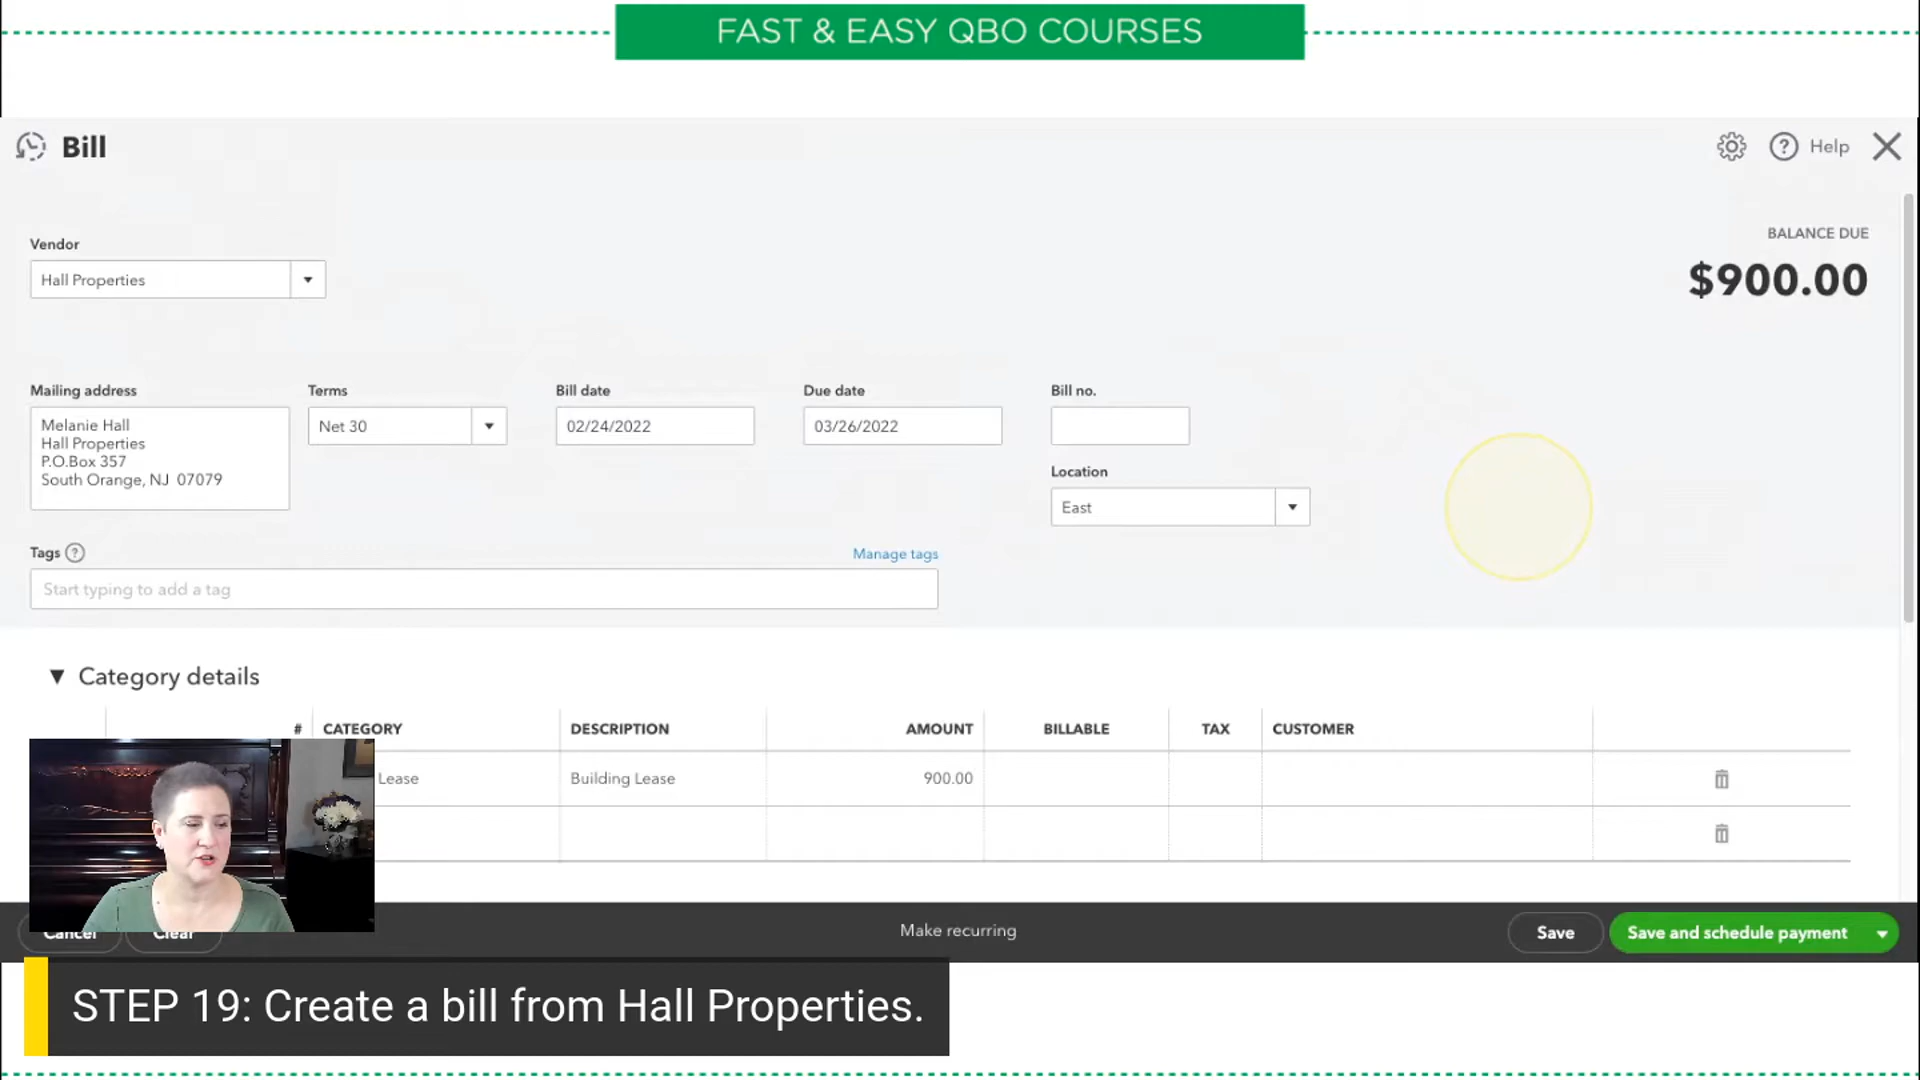 FAST & EASY QBO COURSES
Bill
Help
BALANCE DUE
$900.00
Vendor
Hall Properties
Mailing address
Terms
Bill date
Due date
Bill no.
Melanie Hall
Hall Properties
P.O.Box 357
South Orange, NJ 07079
Net 30
02/24/2022
03/26/2022
Location
East
Tags ?
Manage tags
Start typing to add a tag
Category details
# CATEGORY DESCRIPTION AMOUNT BILLABLE TAX CUSTOMER
Lease Building Lease 900.00
Cancel Clear Make recurring Save Save and schedule payment
STEP 19: Create a bill from Hall Properties.